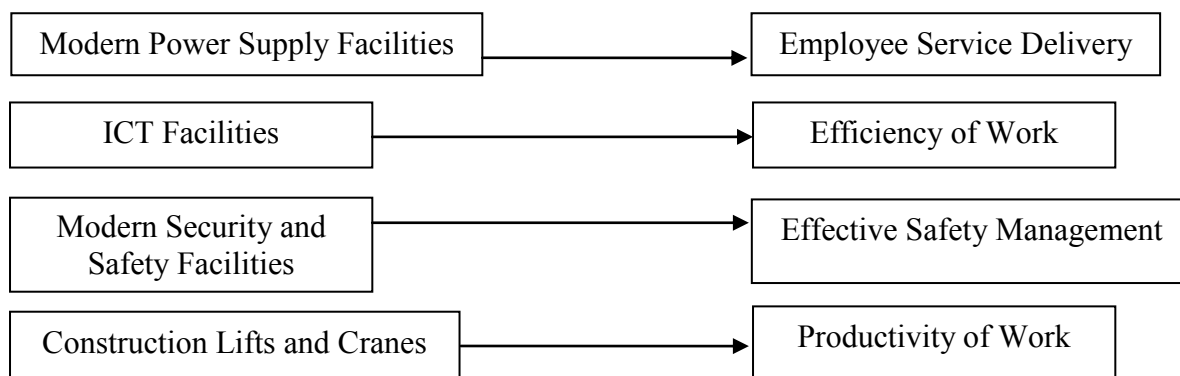 Modern Power Supply Facilities
Employee Service Delivery
ICT Facilities
Efficiency of Work
Modern Security and
Safety Facilities
Effective Safety Management
Construction Lifts and Cranes
Productivity of Work